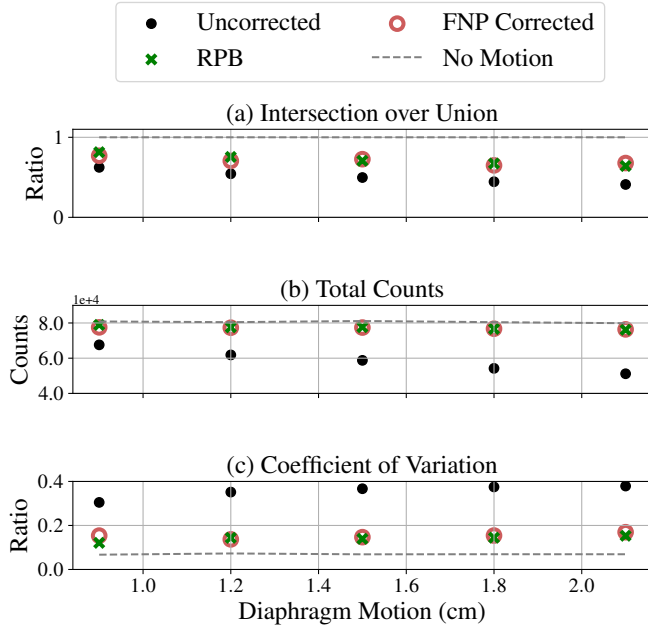 Uncorrected
FNP Corrected
RPB
No Motion
(a) Intersection over Union
1
0
Ratio
(b) Total Counts
1e+4
8.0
6.0
4.0
Counts
(c) Coefficient of Variation
0.4
0.2
0.0
Ratio
1.0 1.2 1.4 1.6 1.8 2.0
Diaphragm Motion (cm)